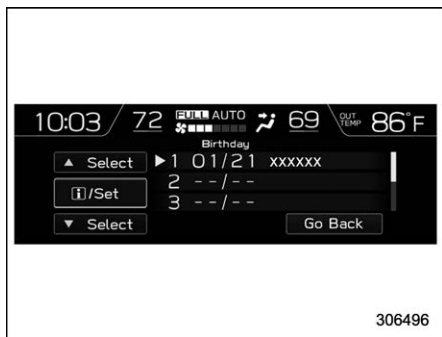 10:03 72 FULL AUTO 69 OUT TEMP 86°F
Birthday
▲ Select ▶1 01/21 xxxxxx
i/Set 2 --/--
3 --/--
▼ Select Go Back
306496